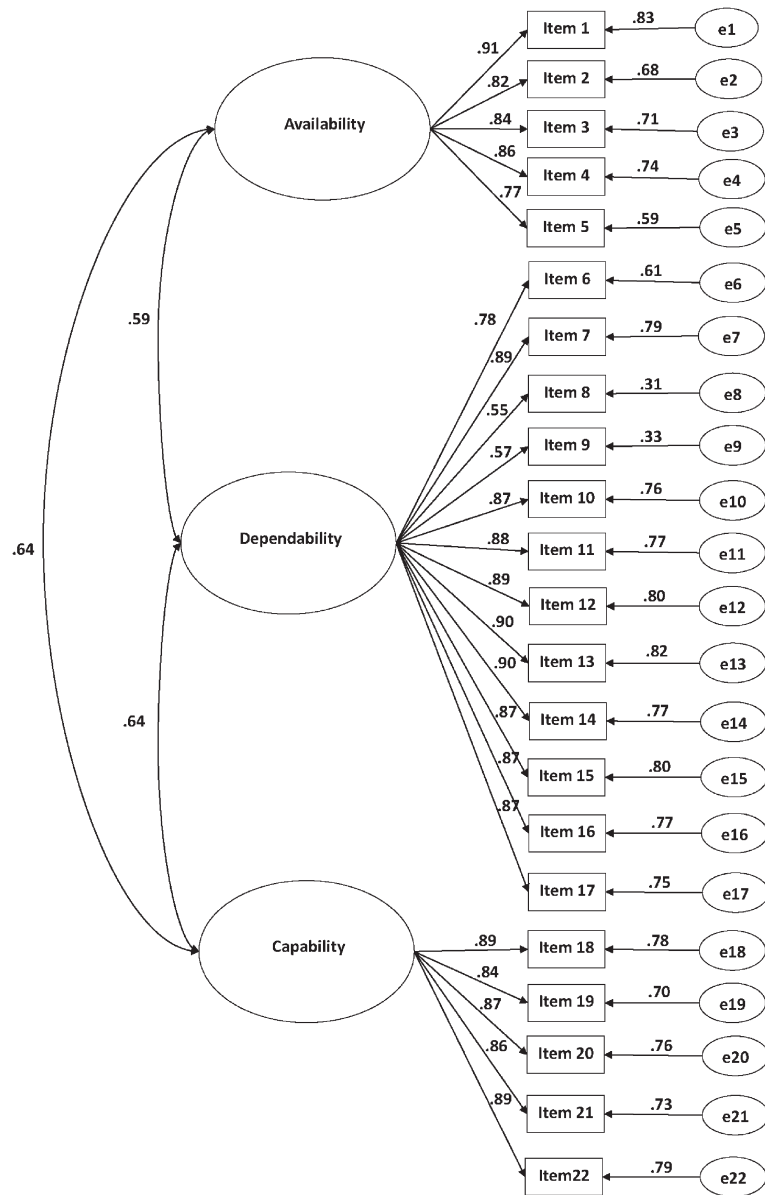 Item 1
.83
e1
.91
Item 2
.68
e2
.82
Availability
.84
Item 3
.71
e3
.86
Item 4
.74
e4
.77
Item 5
.59
e5
Item 6
.61
e6
.59
.78
Item 7
.79
e7
.89
Item 8
.31
e8
.55
Item 9
.33
e9
.57
Item 10
.76
e10
.87
Dependability
.88
Item 11
.77
e11
.64
.89
Item 12
.80
e12
.90
Item 13
.82
e13
.90
Item 14
.77
e14
.64
.87
Item 15
.80
e15
.87
Item 16
.77
e16
.87
Item 17
.75
e17
Capability
.89
Item 18
.78
e18
.84
Item 19
.70
e19
.87
Item 20
.76
e20
.86
Item 21
.73
e21
.89
Item22
.79
e22